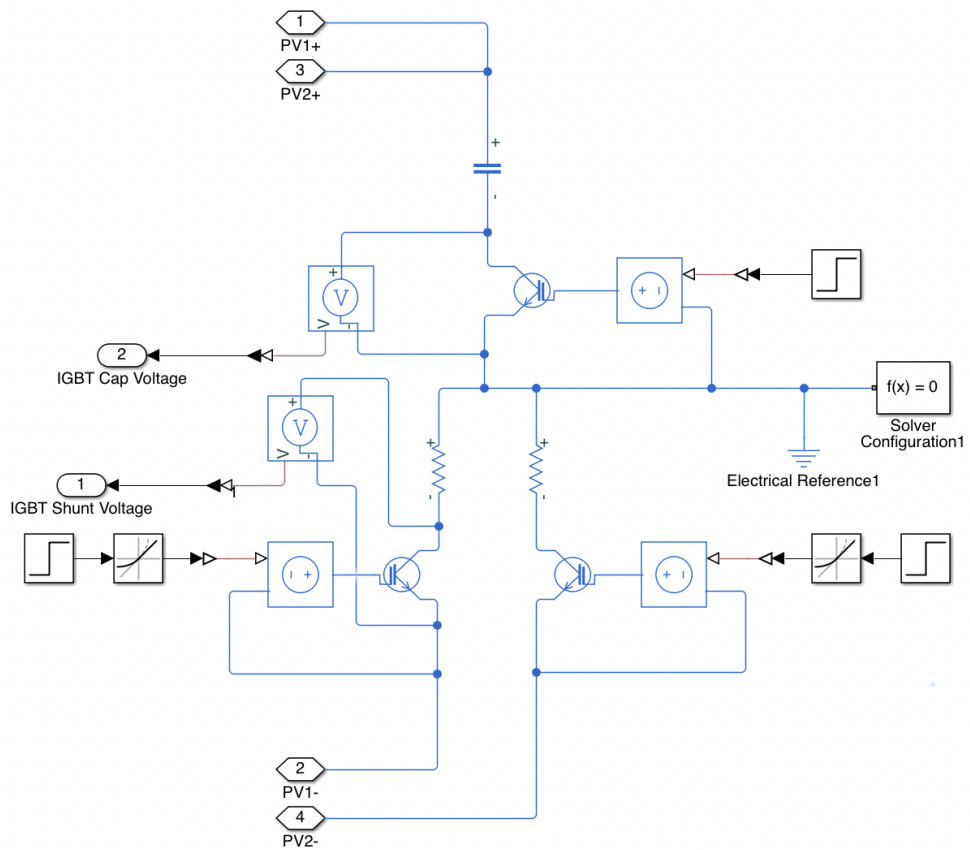 1
PV1+
3
PV2+
+
-
+
V
V
-
+ -
2
IGBT Cap Voltage
f(x) = 0
Solver
Configuration1
Electrical Reference1
+
V
V
-
+
-
+
-
1
IGBT Shunt Voltage
- +
+ -
2
PV1-
4
PV2-